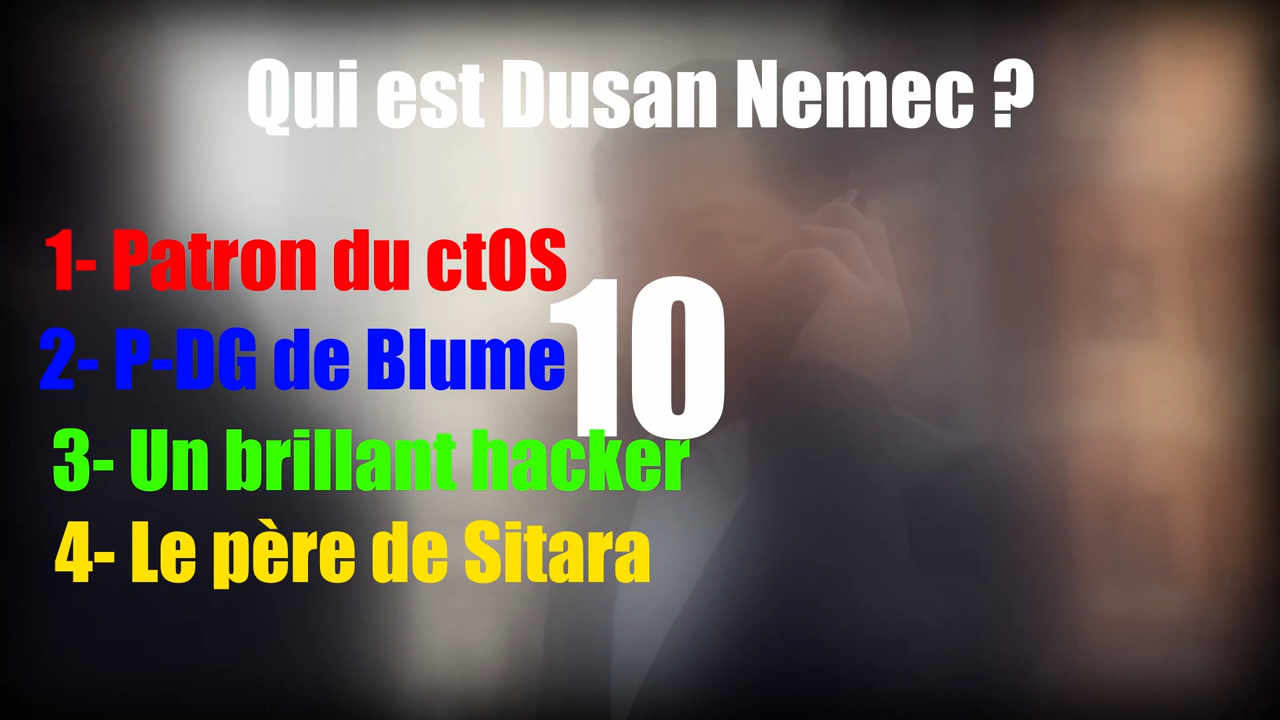 Qui est Dusan Nemec ?
1- Patron du ctOS
10
2- P-DG de Blume
3- Un brillant hacker
4- Le père de Sitara